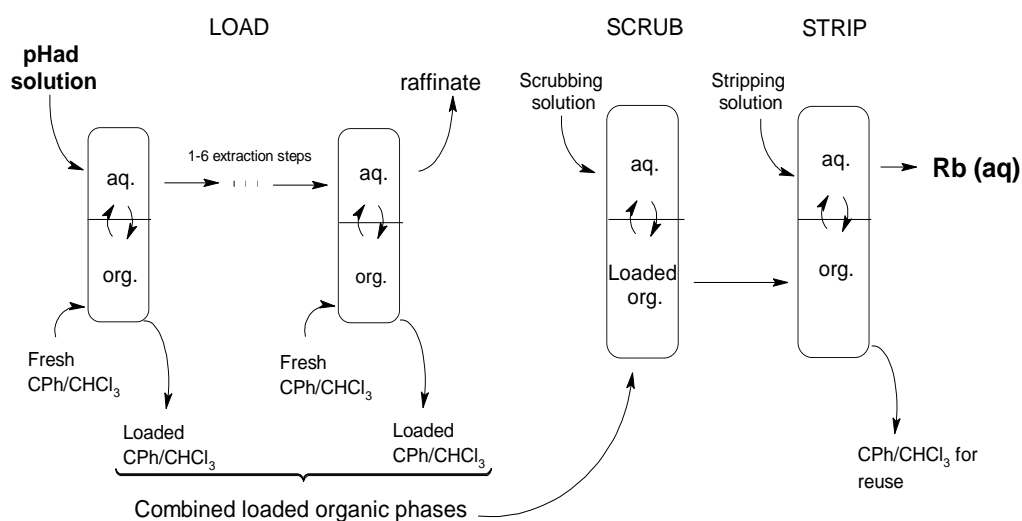 LOAD
SCRUB
STRIP
pHad
solution
raffinate
Scrubbing
solution
Stripping
solution
1-6 extraction steps
aq.
aq.
aq.
aq.
Rb (aq)
org.
org.
Loaded
org.
org.
Fresh
CPh/CHCl₃
Fresh
CPh/CHCl₃
Loaded
CPh/CHCl₃
Loaded
CPh/CHCl₃
CPh/CHCl₃ for
reuse
Combined loaded organic phases